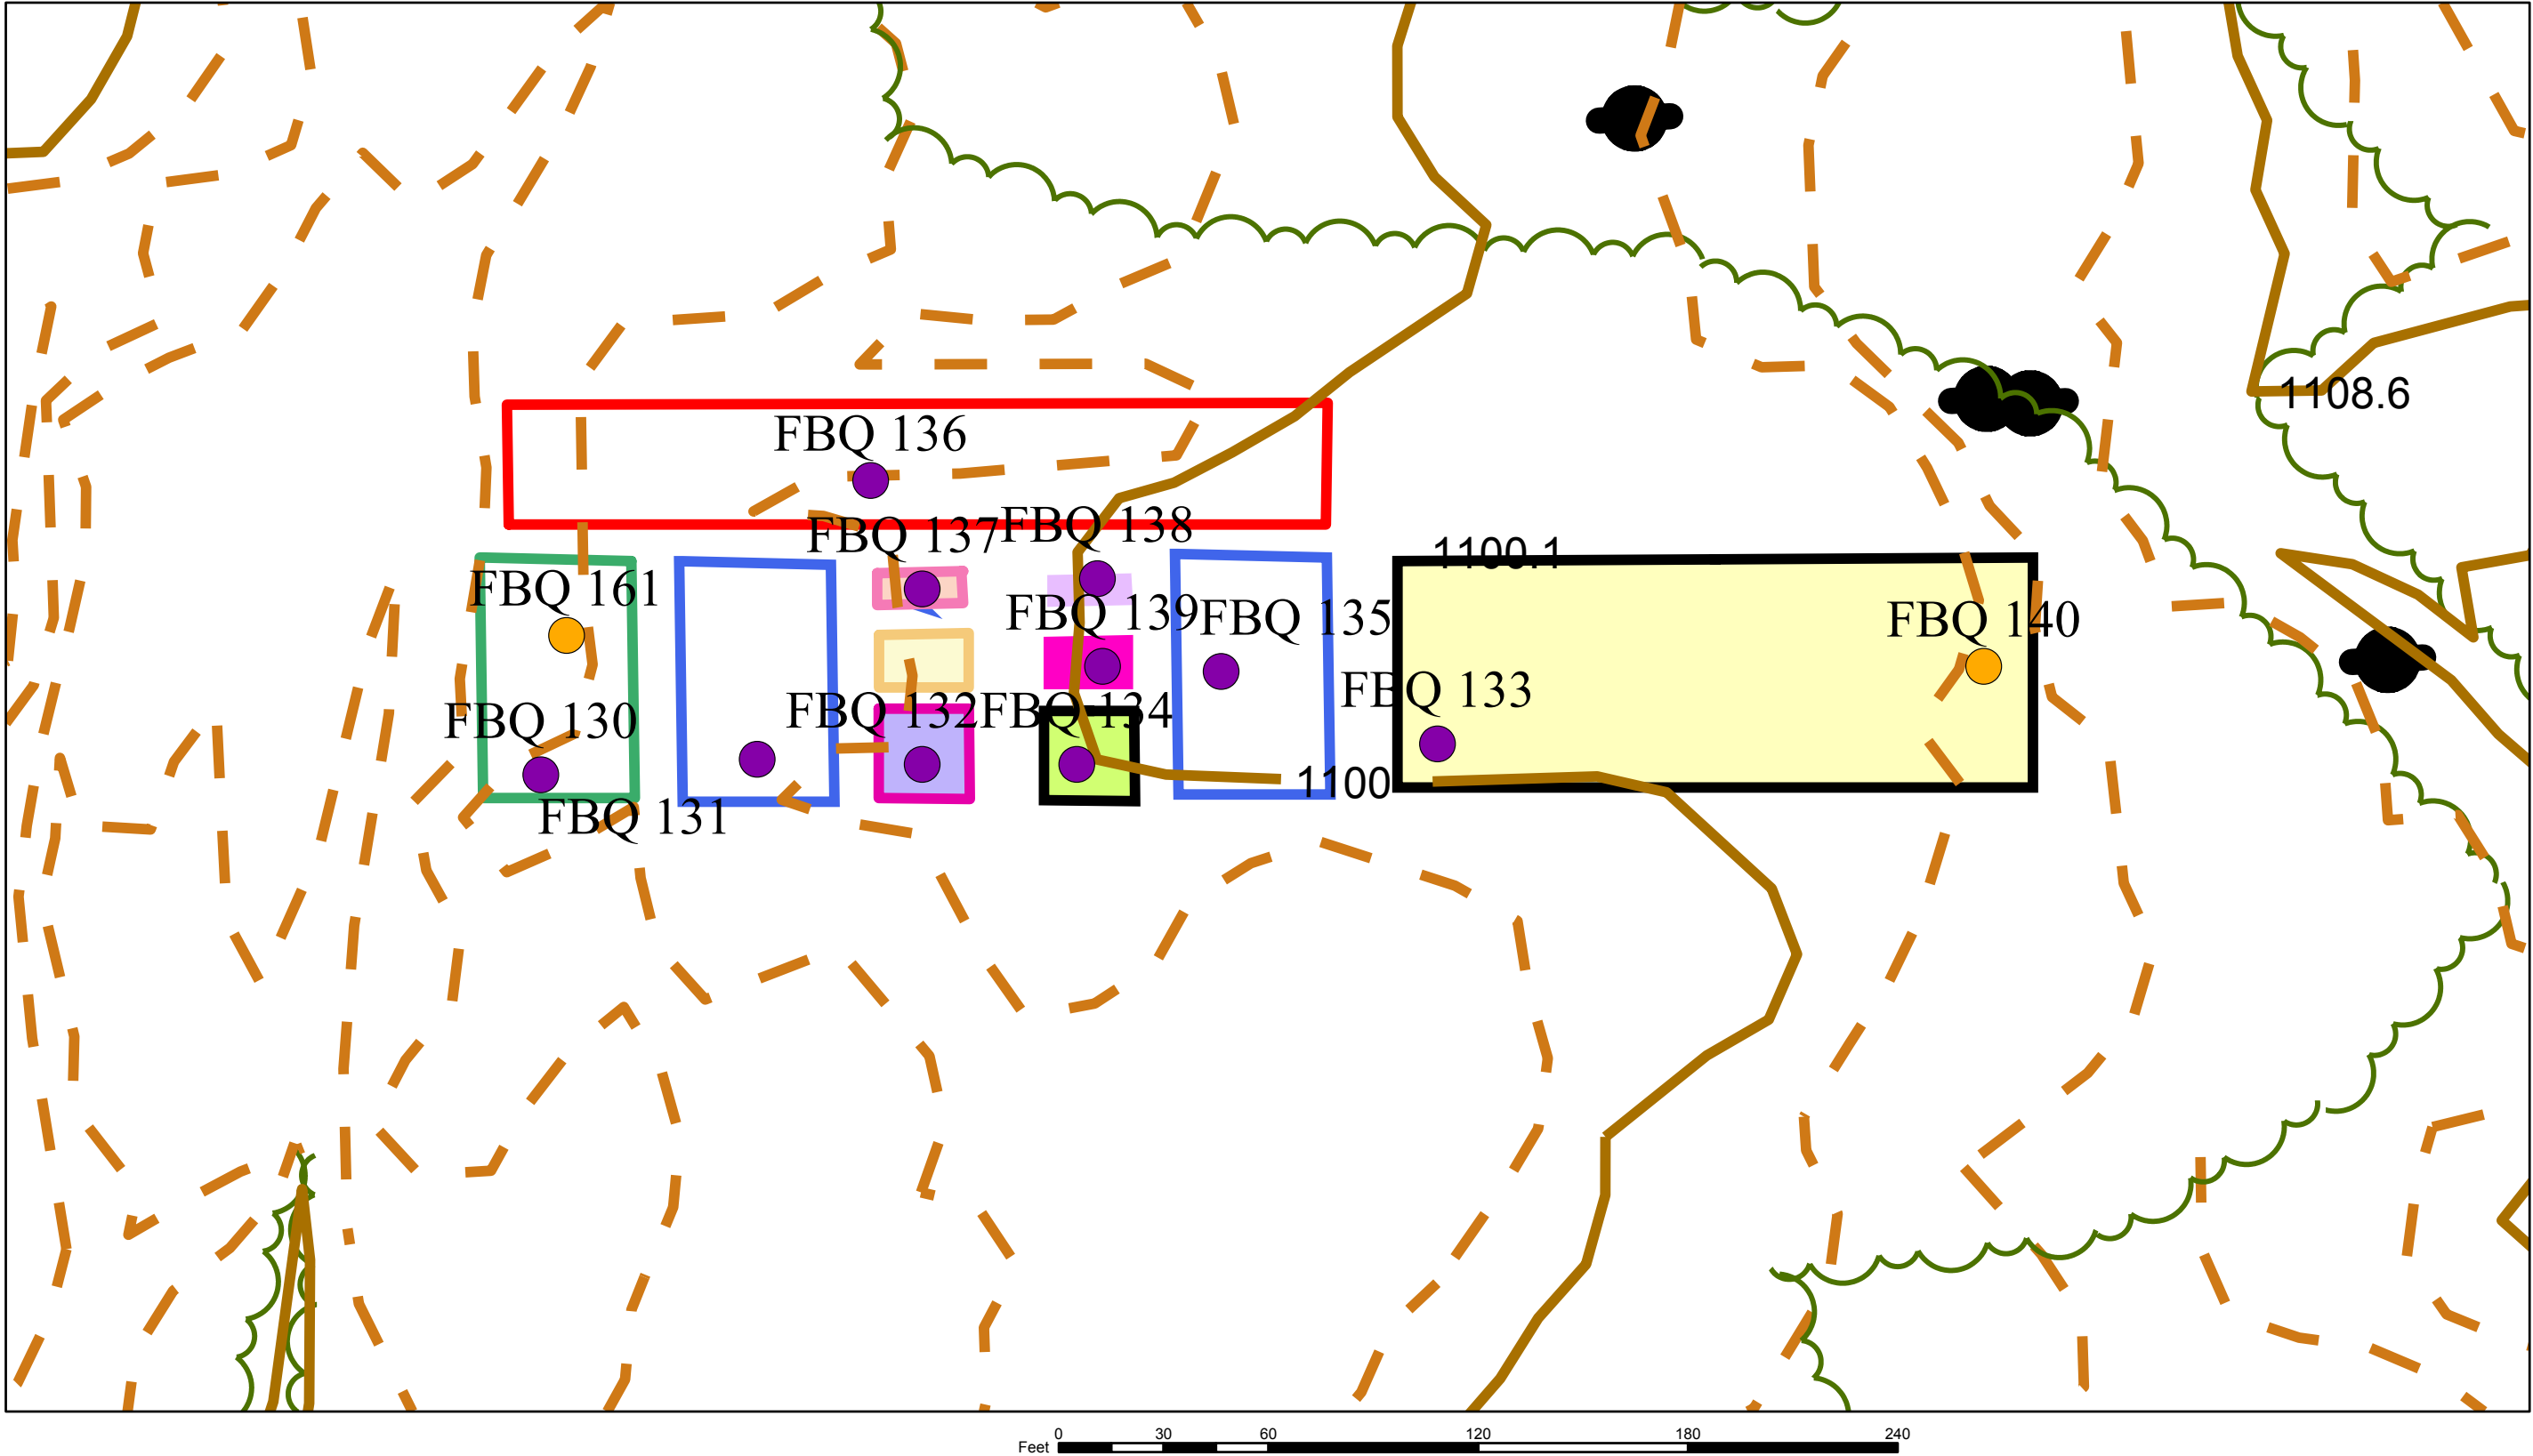 1108.6
FBQ 136
FBQ 137
FBQ 138
1100.1
FBQ 161
FBQ 139
FBQ 135
FBQ 140
FBQ 133
FBQ 130
FBQ 132
FBQ 134
1100
FBQ 131
0 30 60 120 180 240
Feet